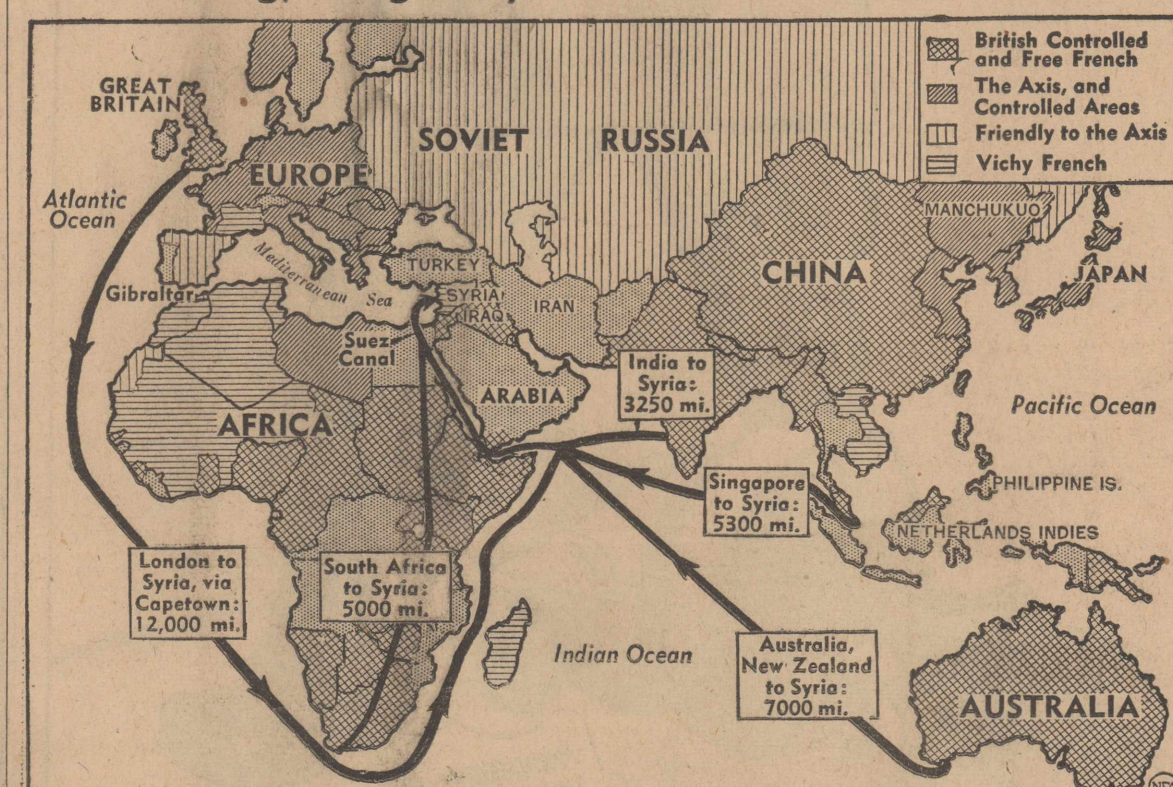 British Controlled
and Free French
The Axis, and
Controlled Areas
Friendly to the Axis
Vichy French
GREAT
BRITAIN
SOVIET RUSSIA
EUROPE
Atlantic
Ocean
MANCHUKUO
CHINA
JAPAN
Mediterranean Sea
TURKEY
Gibraltar
SYRIA
IRAQ
IRAN
Suez
Canal
ARABIA
India to
Syria:
3250 mi.
Pacific Ocean
AFRICA
Singapore
to Syria:
5300 mi.
PHILIPPINE IS.
NETHERLANDS INDIES
London to
Syria, via
Capetown:
12,000 mi.
South Africa
to Syria:
5000 mi.
Indian Ocean
Australia,
New Zealand
to Syria:
7000 mi.
AUSTRALIA